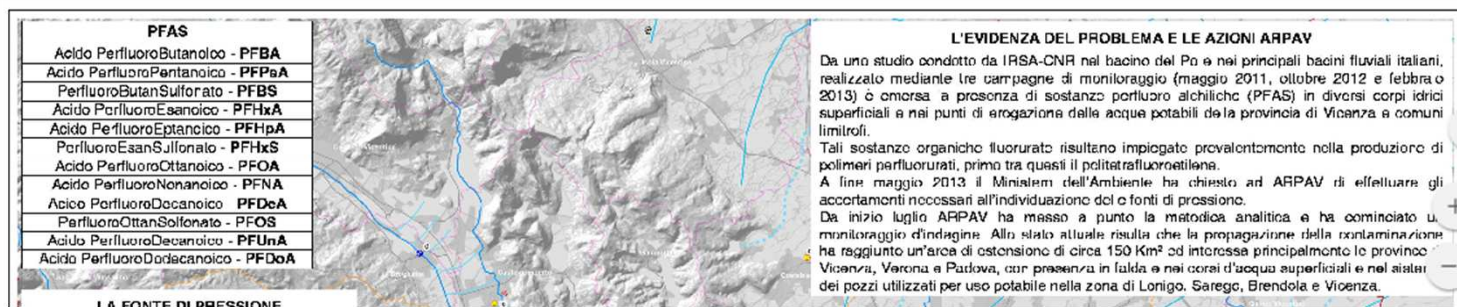 PFAS
Acido PerfluoroButanoico - PFBA
Acido PerfluoroPentanoico - PFPeA
PerfluoroButanSulfonato - PFBS
Acido PerfluoroEsanoico - PFHxA
Acido PerfluoroEptanoico - PFHpA
PerfluoroEsanSulfonato - PFHxS
Acido PerfluoroOttanoico - PFOA
Acido PerfluoroNonanoico - PFNA
Acido PerfluoroDecanoico - PFDeA
PerfluoroOttanSolfonato - PFOS
Acido PerfluoroDecanoico - PFUnA
Acido PerfluoroDodecanoico - PFDoA
LA FONTE DI PRESSIONE
L'EVIDENZA DEL PROBLEMA E LE AZIONI ARPAV
Da uno studio condotto da IRSA-CNR nel bacino del Po e nei principali bacini fluviali italiani,
realizzato mediante tre campagne di monitoraggio (maggio 2011, ottobre 2012 e febbraio
2013) è emersa la presenza di sostanze perfluoro alchiliche (PFAS) in diversi corpi idrici
superficiali e nei punti di erogazione delle acque potabili della provincia di Vicenza e comuni
limitrofi.
Tali sostanze organiche fluorurate risultano impiegate prevalentemente nella produzione di
polimeri perfluorurati, primo tra questi il politetrafluoroetilene.
A fine maggio 2013 il Ministero dell'Ambiente ha chiesto ad ARPAV di effettuare gli
accertamenti necessari all'individuazione delle fonti di pressione.
Da inizio luglio ARPAV ha messo a punto la metodica analitica e ha cominciato
monitoraggio d'indagine. Allo stato attuale risulta che la propagazione della contaminazione
ha raggiunto un'area di estensione di circa 150 Km² ed interessa principalmente le province
Vicenza, Verona e Padova, con presenza in falda e nei corsi d'acqua superficiali e nel
dei pozzi utilizzati per uso potabile nella zona di Lonigo, Sarego, Brendola e Vicenza.